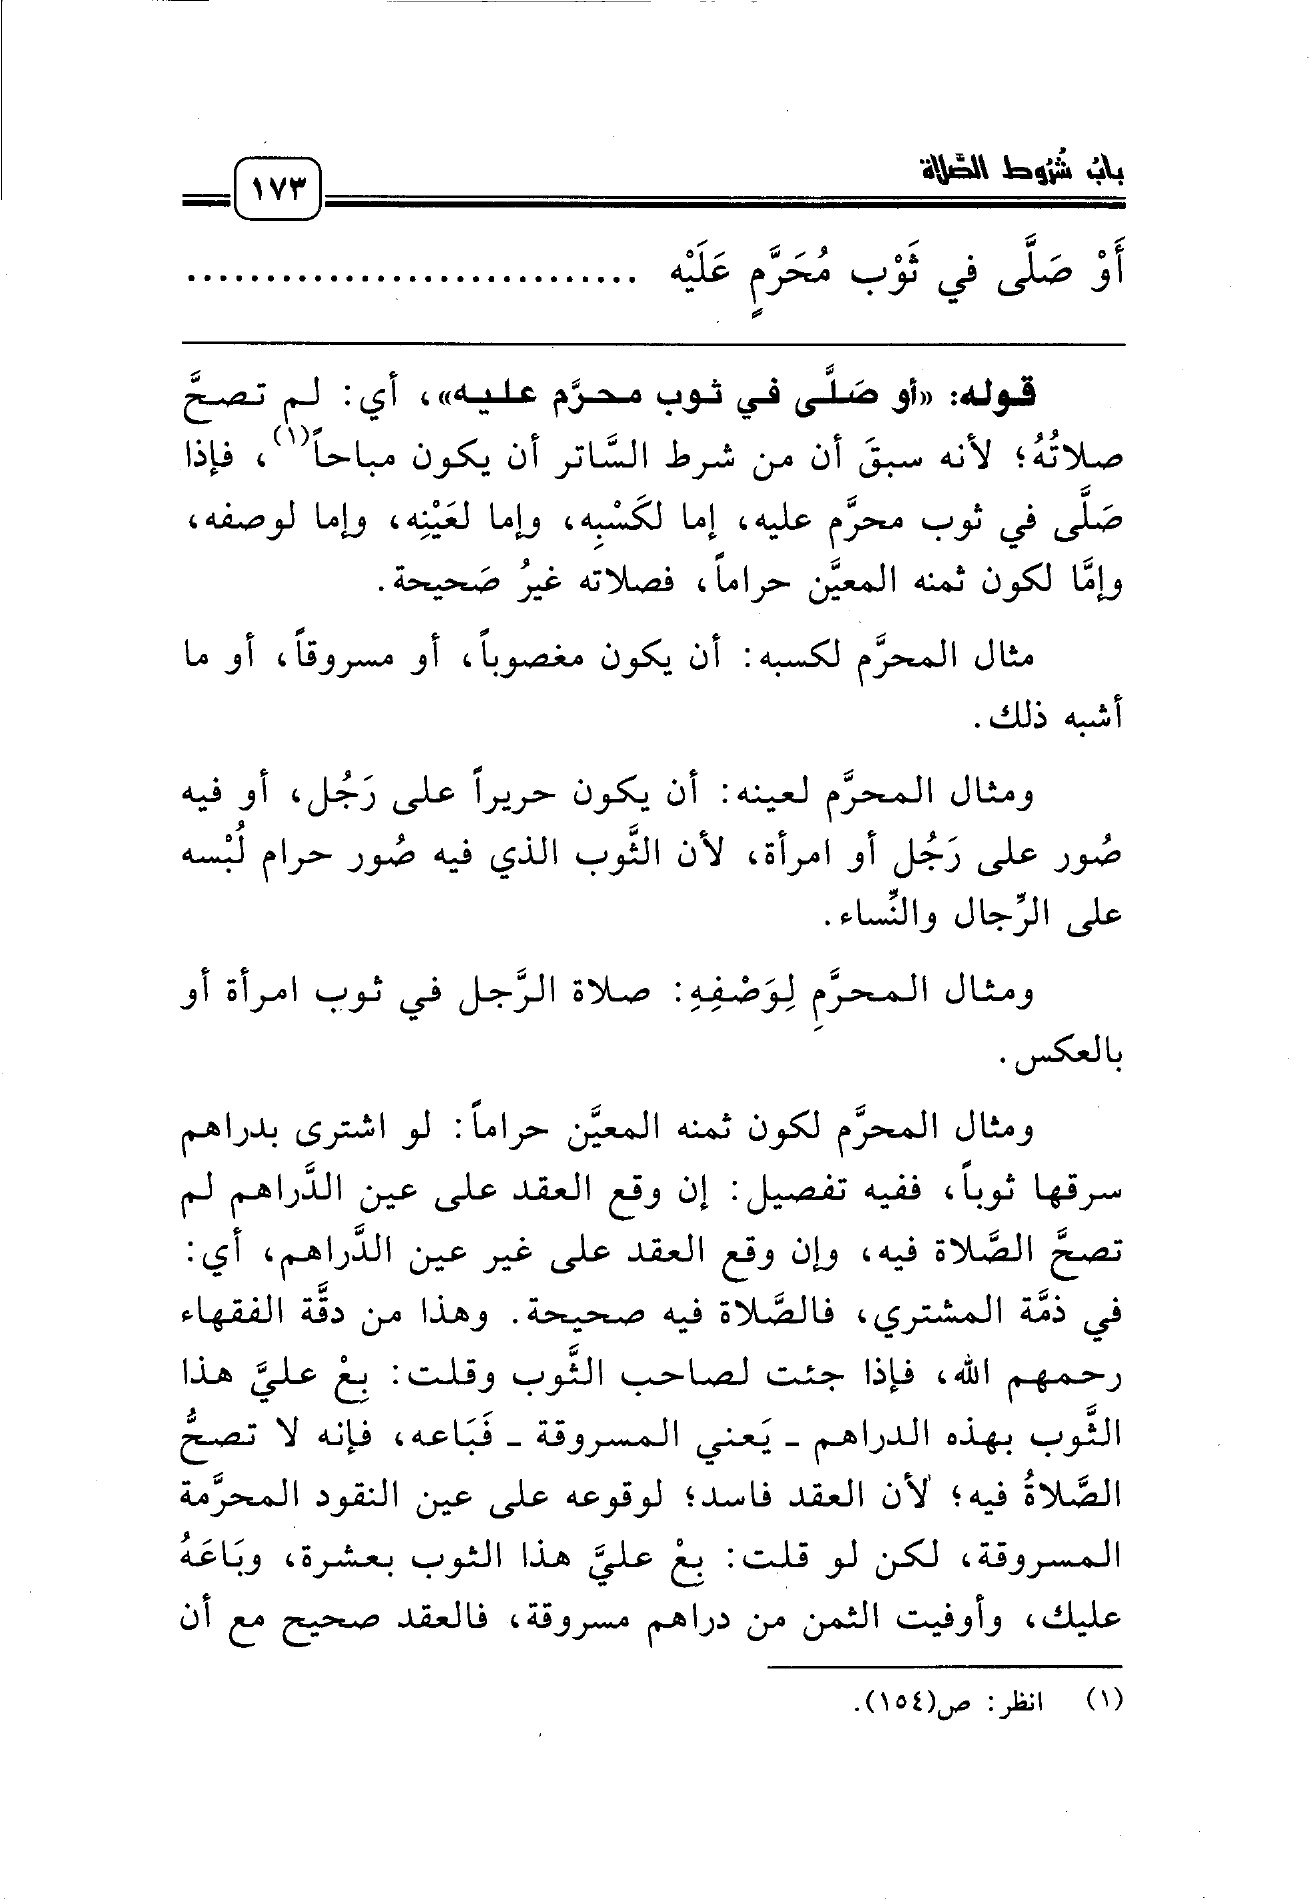 بابُ شُرُوط الصَّلاة
١٧٣
أَوْ صَلَّى في ثَوْب مُحَرَّمٍ عَلَيْه ..............................
قوله: «أو صَلَّى في ثوب محرَّم عليه»، أي: لم تصحَّ
صلاتُهُ؛ لأنه سبقَ أن من شرط السَّاتر أن يكون مباحاً(١)، فإذا
صَلَّى في ثوب محرَّم عليه، إما لكَسْبِه، وإما لعَيْنِه، وإما لوصفه،
وإمَّا لكون ثمنه المعيَّن حراماً، فصلاته غيرُ صَحيحة.
مثال المحرَّم لكسبه: أن يكون مغصوباً، أو مسروقاً، أو ما
أشبه ذلك.
ومثال المحرَّم لعينه: أن يكون حريراً على رَجُل، أو فيه
صُور على رَجُل أو امرأة، لأن الثَّوب الذي فيه صُور حرام لُبْسه
على الرِّجال والنِّساء.
ومثال المحرَّمِ لِوَصْفِهِ: صلاة الرَّجل في ثوب امرأة أو
بالعكس.
ومثال المحرَّم لكون ثمنه المعيَّن حراماً: لو اشترى بدراهم
سرقها ثوباً، ففيه تفصيل: إن وقع العقد على عين الدَّراهم لم
تصحَّ الصَّلاة فيه، وإن وقع العقد على غير عين الدَّراهم، أي:
في ذمَّة المشتري، فالصَّلاة فيه صحيحة. وهذا من دقَّة الفقهاء
رحمهم الله، فإذا جئت لصاحب الثَّوب وقلت: بِعْ عليَّ هذا
الثَّوب بهذه الدراهم ـ يَعني المسروقة ـ فَبَاعه، فإنه لا تصحُّ
الصَّلاةُ فيه؛ لأن العقد فاسد؛ لوقوعه على عين النقود المحرَّمة
المسروقة، لكن لو قلت: بِعْ عليَّ هذا الثوب بعشرة، وبَاعَهُ
عليك، وأوفيت الثمن من دراهم مسروقة، فالعقد صحيح مع أن
(١) انظر: ص(١٥٤).